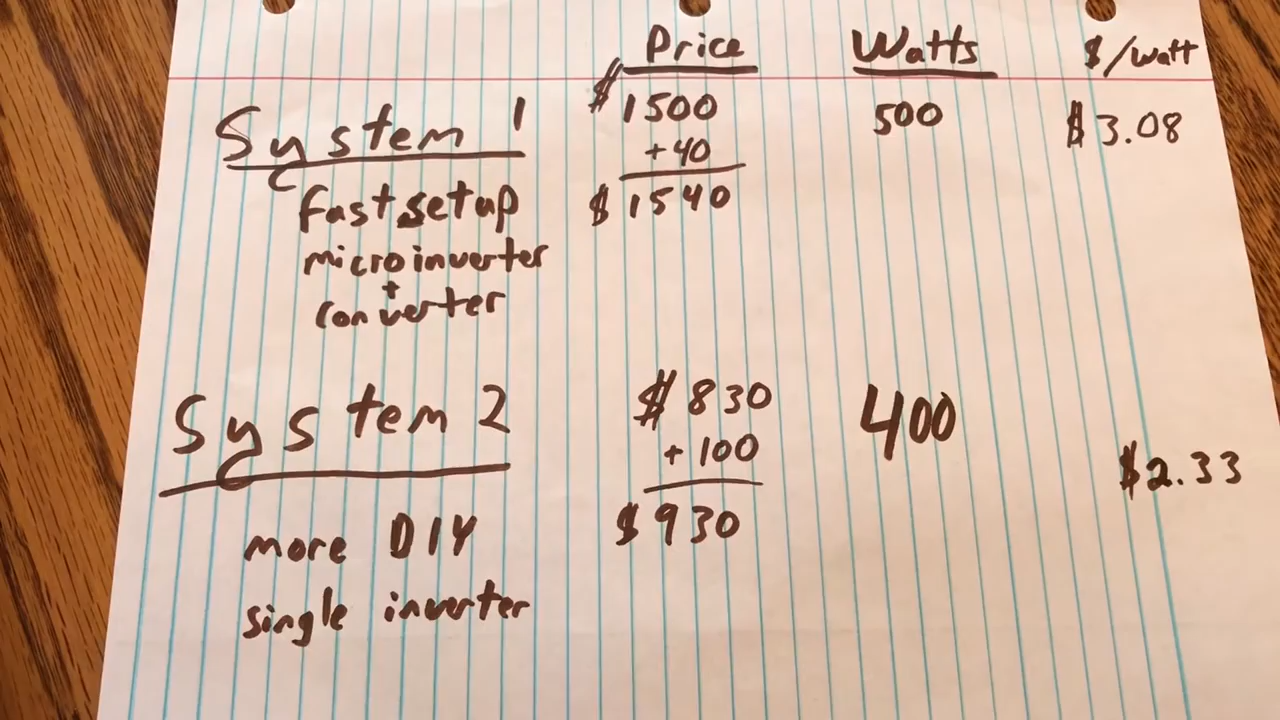 Price Watts $/watt
System 1 $1500 500 $3.08
+40
$1540
fast setup
microinverter
+
converter
System 2 $830 400
+100
$2.33
$930
more DIY
single inverter